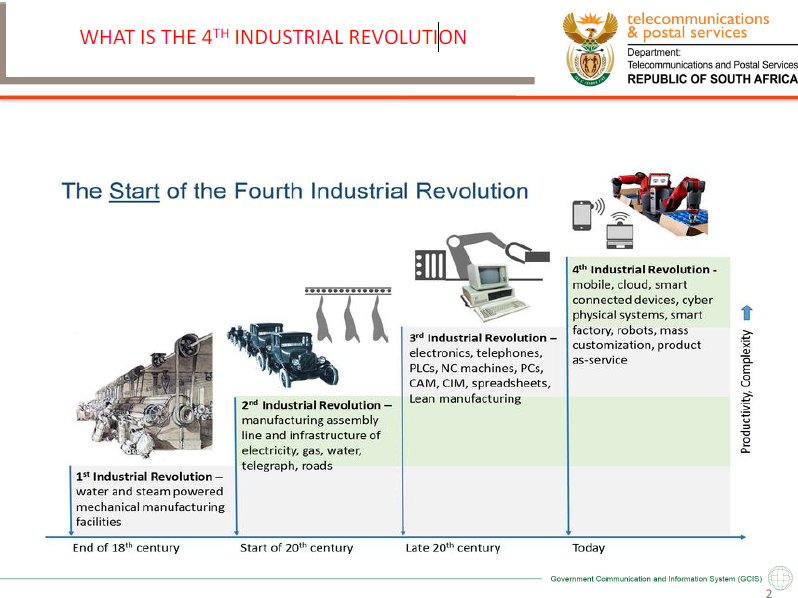 WHAT IS THE 4TH INDUSTRIAL REVOLUTION
telecommunications
& postal services
Department:
Telecommunications and Postal Services
REPUBLIC OF SOUTH AFRICA
The Start of the Fourth Industrial Revolution
4th Industrial Revolution -
mobile, cloud, smart
connected devices, cyber
physical systems, smart
factory, robots, mass
customization, product
as-service
3rd Industrial Revolution –
electronics, telephones,
PLCs, NC machines, PCs,
CAM, CIM, spreadsheets,
Lean manufacturing
2nd Industrial Revolution –
manufacturing assembly
line and infrastructure of
electricity, gas, water,
telegraph, roads
1st Industrial Revolution –
water and steam powered
mechanical manufacturing
facilities
Productivity, Complexity
End of 18th century
Start of 20th century
Late 20th century
Today
Government Communication and Information System (GCIS)
2